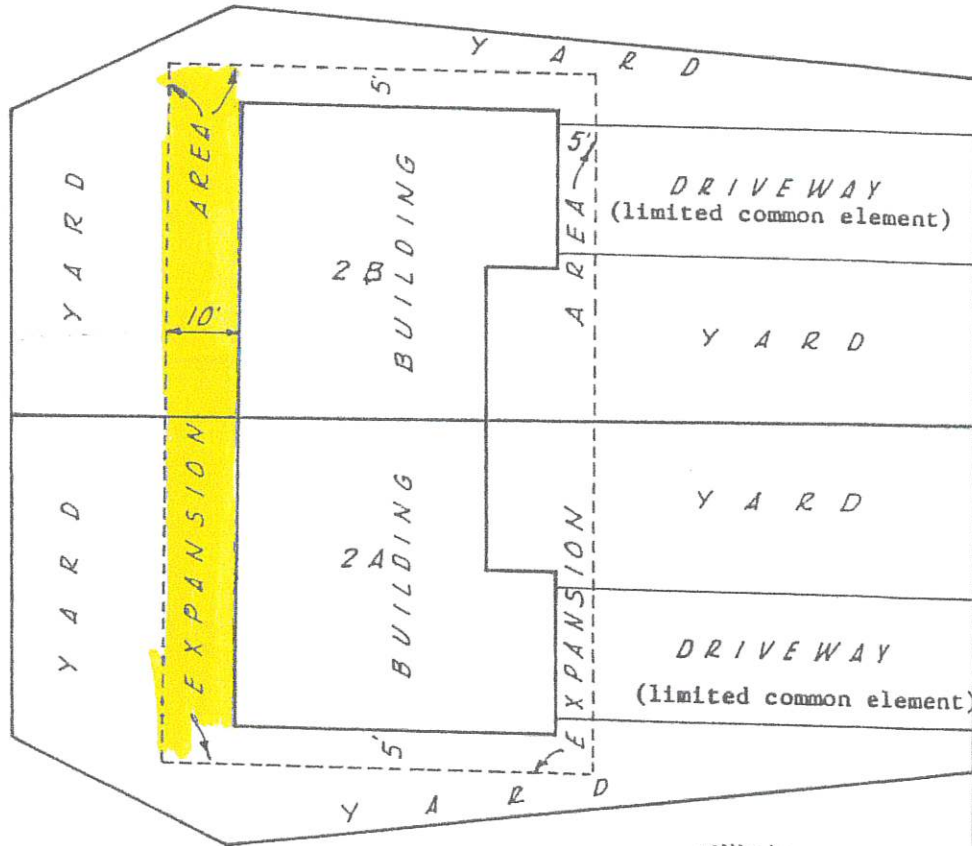 YARD
5'
AREA
5'
DRIVEWAY
(limited common element)
YARD
2B
BUILDING
AREA
10'
YARD
EXPANSION
YARD
2A
BUILDING
EXPANSION
YARD
DRIVEWAY
(limited common element)
5'
YARD